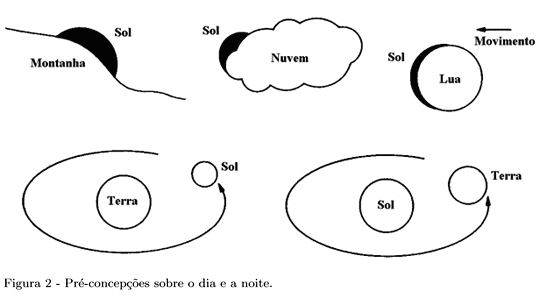 Sol
Montanha
Sol
Nuvem
Movimento
Sol
Lua
Terra
Sol
Sol
Terra
Figura 2 - Pré-concepções sobre o dia e a noite.